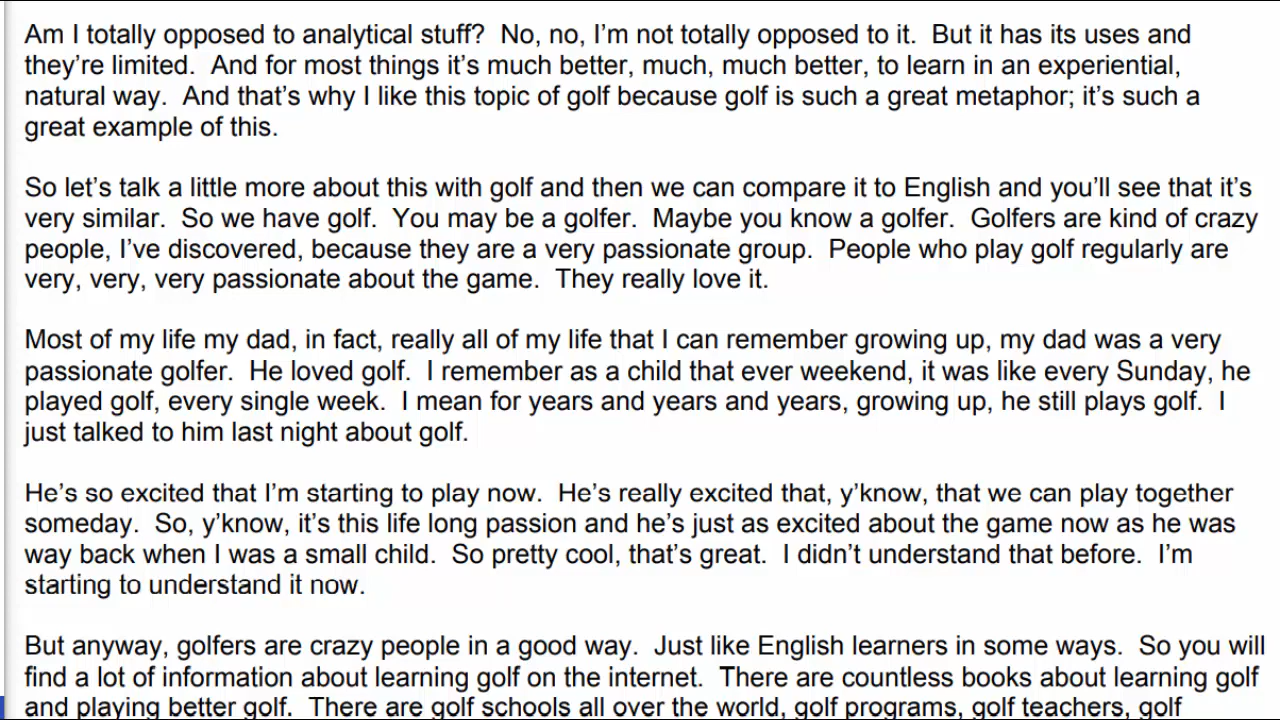 Am I totally opposed to analytical stuff?  No, no, I'm not totally opposed to it.  But it has its uses and
they're limited.  And for most things it's much better, much, much better, to learn in an experiential,
natural way.  And that's why I like this topic of golf because golf is such a great metaphor; it's such a
great example of this.
So let's talk a little more about this with golf and then we can compare it to English and you'll see that it's
very similar.  So we have golf.  You may be a golfer.  Maybe you know a golfer.  Golfers are kind of crazy
people, I've discovered, because they are a very passionate group.  People who play golf regularly are
very, very, very passionate about the game.  They really love it.
Most of my life my dad, in fact, really all of my life that I can remember growing up, my dad was a very
passionate golfer.  He loved golf.  I remember as a child that ever weekend, it was like every Sunday, he
played golf, every single week.  I mean for years and years and years, growing up, he still plays golf.  I
just talked to him last night about golf.
He's so excited that I'm starting to play now.  He's really excited that, y'know, that we can play together
someday.  So, y'know, it's this life long passion and he's just as excited about the game now as he was
way back when I was a small child.  So pretty cool, that's great.  I didn't understand that before.  I'm
starting to understand it now.
But anyway, golfers are crazy people in a good way.  Just like English learners in some ways.  So you will
find a lot of information about learning golf on the internet.  There are countless books about learning golf
and playing better golf.  There are golf schools all over the world, golf programs, golf teachers, golf